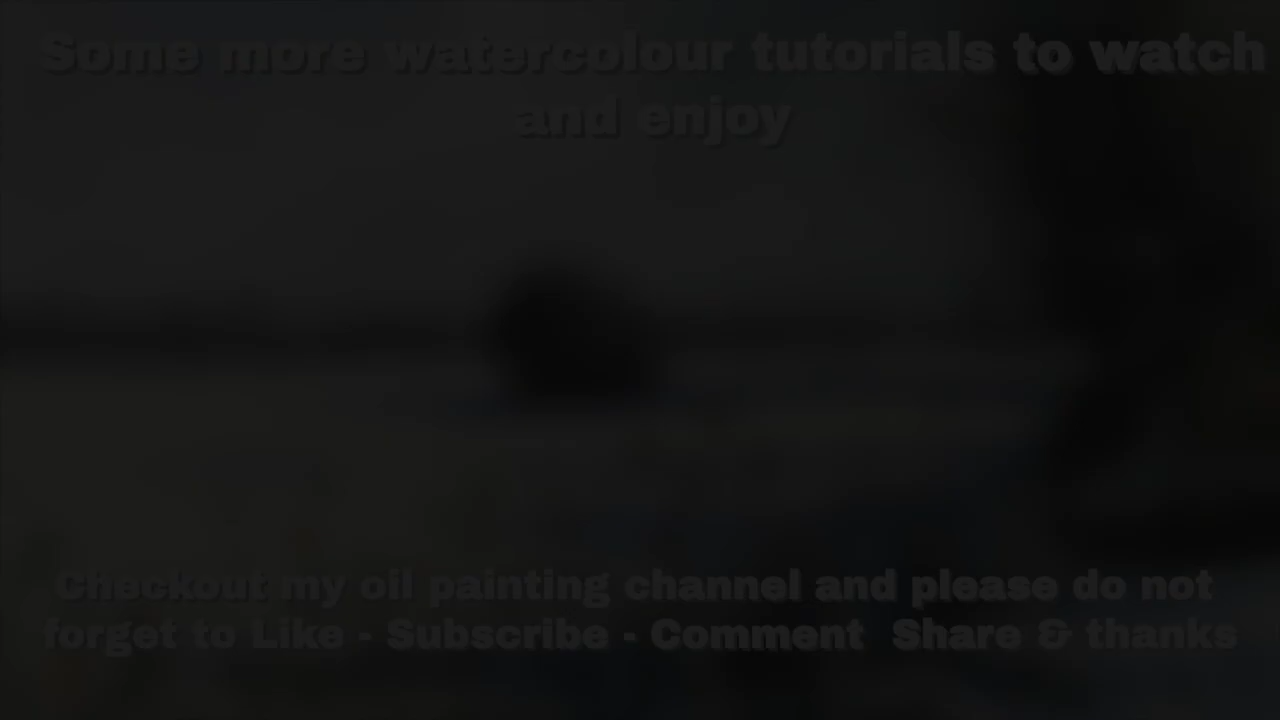 Some more watercolour tutorials to watch
and enjoy
Checkout my oil painting channel and please do not
forget to Like - Subscribe - Comment  Share & thanks